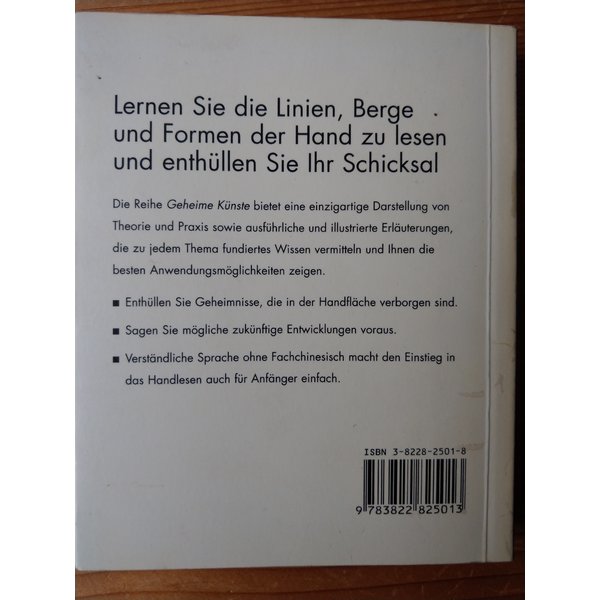 Lernen Sie die Linien, Berge
und Formen der Hand zu lesen
und enthüllen Sie Ihr Schicksal
Die Reihe Geheime Künste bietet eine einzigartige Darstellung von
Theorie und Praxis sowie ausführliche und illustrierte Erläuterungen,
die zu jedem Thema fundiertes Wissen vermitteln und Ihnen die
besten Anwendungsmöglichkeiten zeigen.
■ Enthüllen Sie Geheimnisse, die in der Handfläche verborgen sind.
■ Sagen Sie mögliche zukünftige Entwicklungen voraus.
■ Verständliche Sprache ohne Fachchinesisch macht den Einstieg in
das Handlesen auch für Anfänger einfach.
ISBN 3-8228-2501-8
9 783822 825013